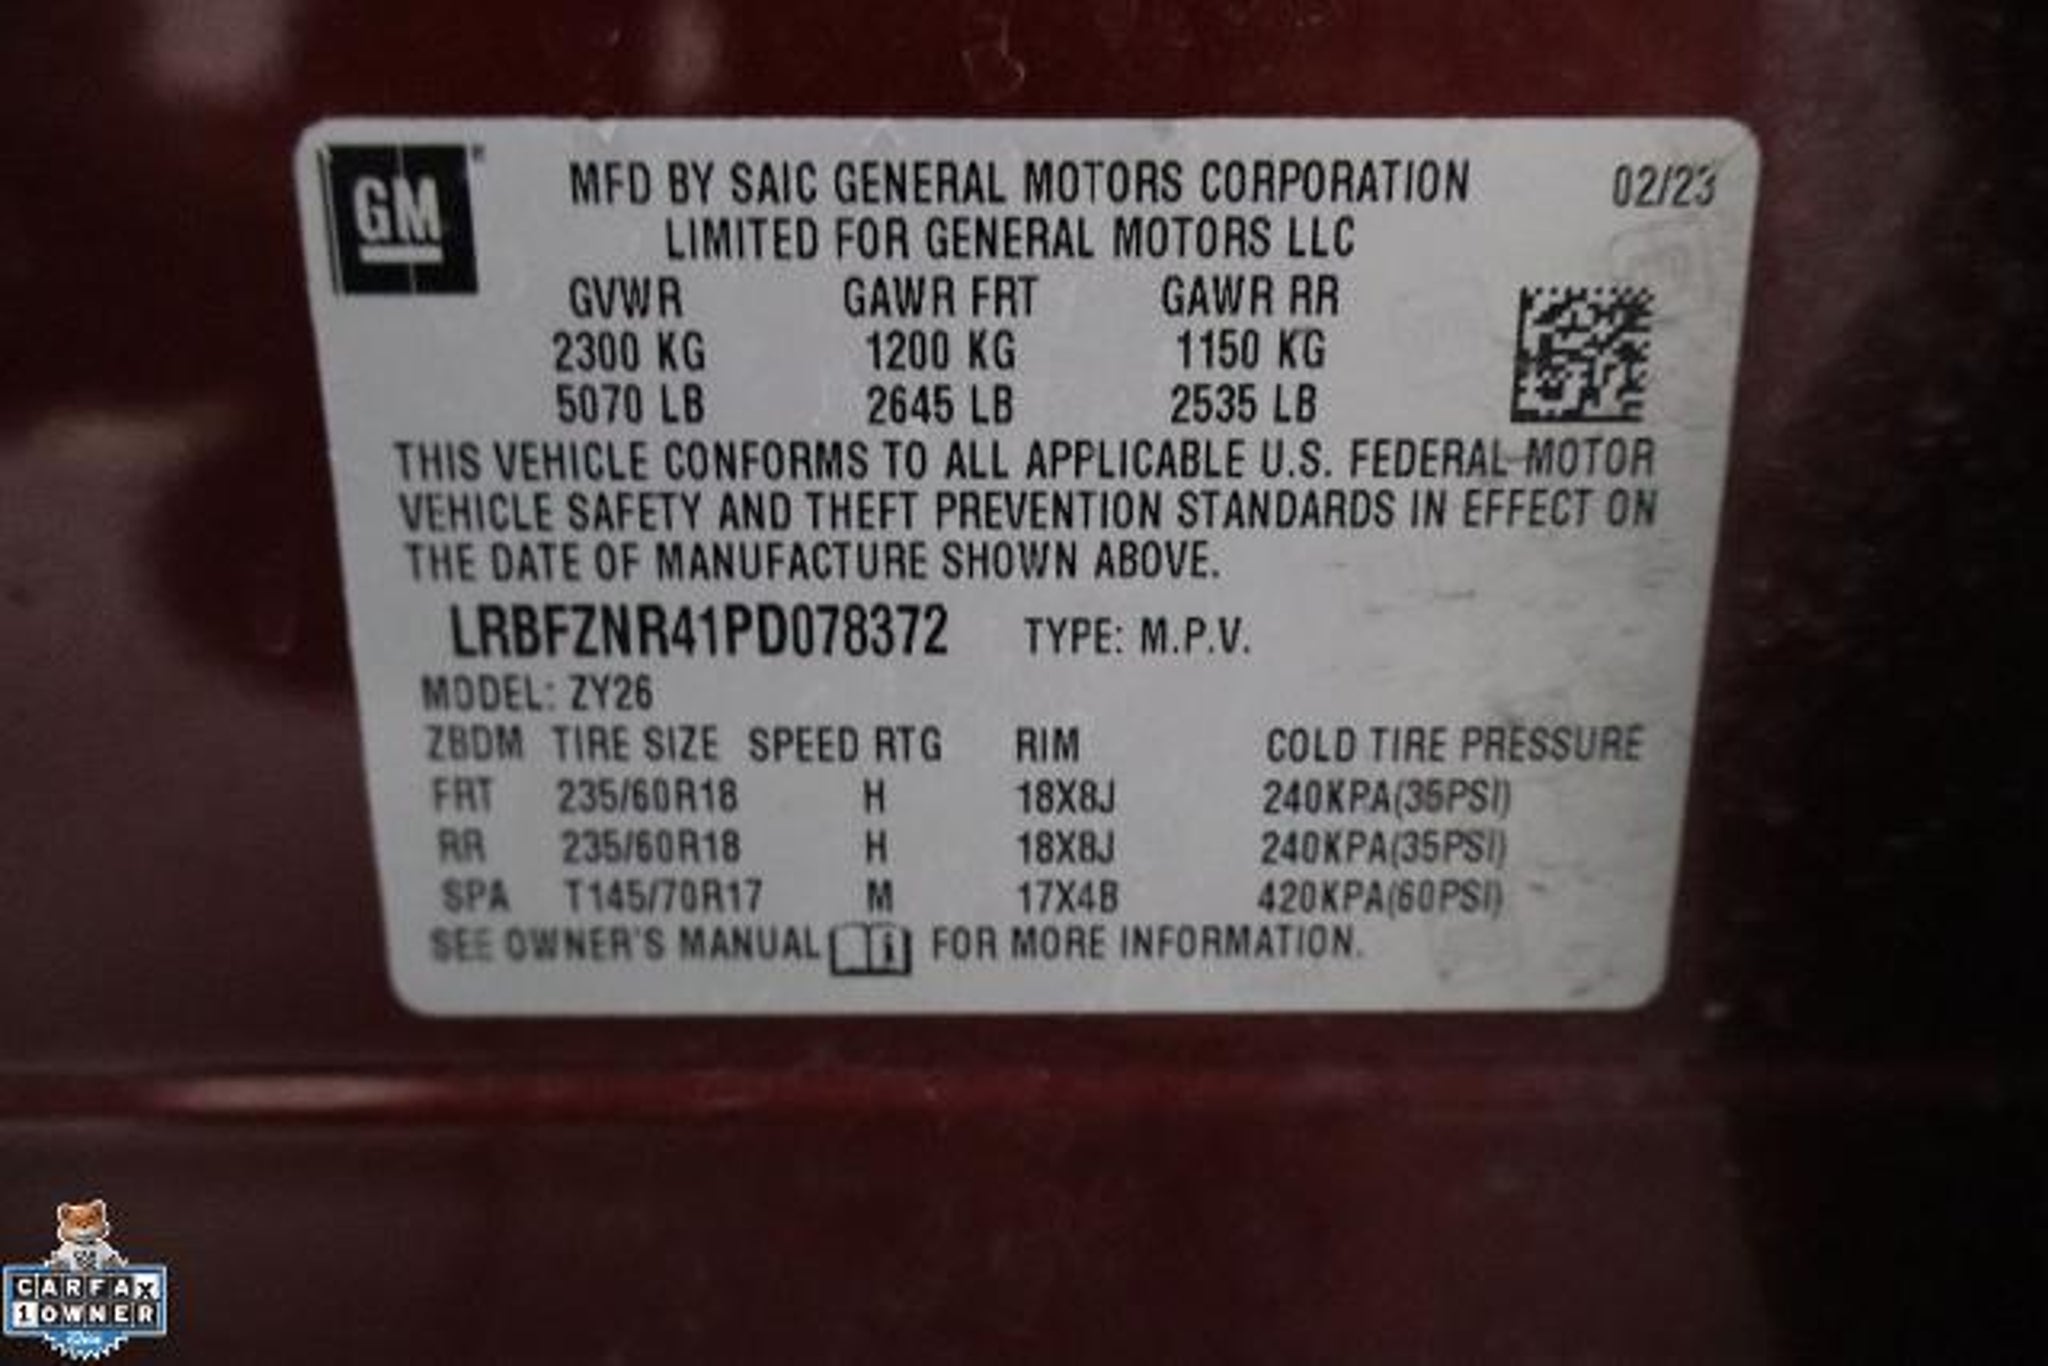 GM
MFD BY SAIC GENERAL MOTORS CORPORATION 02/23
LIMITED FOR GENERAL MOTORS LLC
GVWR GAWR FRT GAWR RR
2300 KG 1200 KG 1150 KG
5070 LB 2645 LB 2535 LB
THIS VEHICLE CONFORMS TO ALL APPLICABLE U.S. FEDERAL MOTOR
VEHICLE SAFETY AND THEFT PREVENTION STANDARDS IN EFFECT ON
THE DATE OF MANUFACTURE SHOWN ABOVE.
LRBFZNR41PD078372 TYPE: M.P.V.
MODEL: ZY26
ZBDM TIRE SIZE SPEED RTG RIM COLD TIRE PRESSURE
FRT 235/60R18 H 18X8J 240KPA(35PSI)
RR 235/60R18 H 18X8J 240KPA(35PSI)
SPA T145/70R17 M 17X4B 420KPA(60PSI)
SEE OWNER'S MANUAL i FOR MORE INFORMATION.
CARFAX
1 OWNER